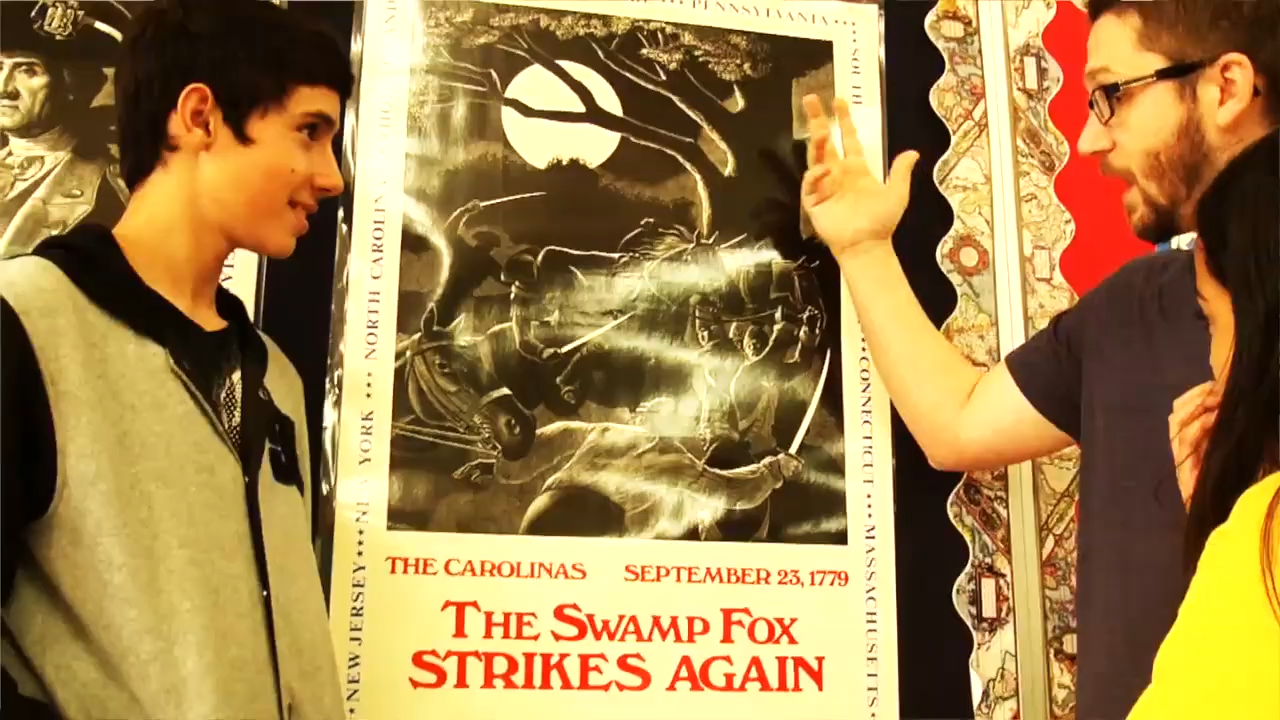 PENNSYLVANIA ···
NEW JERSEY ··· NEW YORK ··· NORTH CAROLINA
··· CONNECTICUT ··· MASSACHUSETTS
THE CAROLINAS SEPTEMBER 23, 1779
THE SWAMP FOX
STRIKES AGAIN